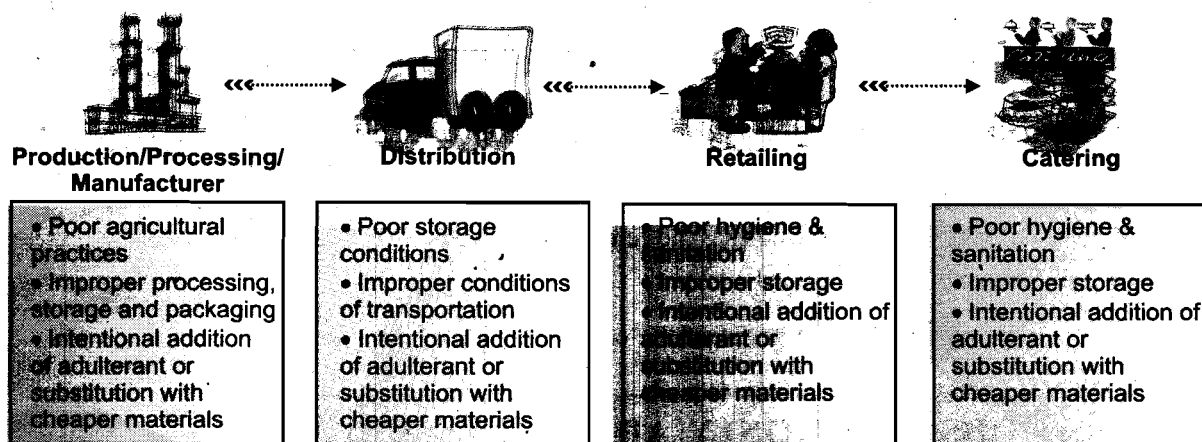 Production/Processing/
Manufacturer
Distribution
Retailing
Catering
• Poor agricultural
practices
• Improper processing,
storage and packaging
• Intentional addition
of adulterant or
substitution with
cheaper materials
• Poor storage
conditions
• Improper conditions
of transportation
• Intentional addition
of adulterant or
substitution with
cheaper materials
• Poor hygiene &
sanitation
• Improper storage
• Intentional addition of
adulterant or
substitution with
cheaper materials
• Poor hygiene &
sanitation
• Improper storage
• Intentional addition of
adulterant or
substitution with
cheaper materials